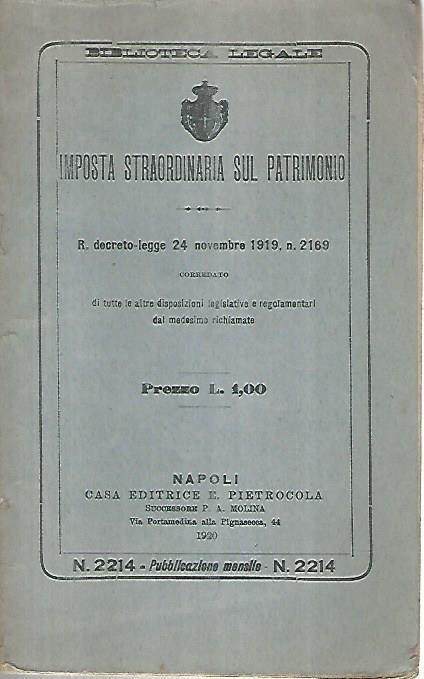 BIBLIOTECA LEGALE
IMPOSTA STRAORDINARIA SUL PATRIMONIO
R. decreto-legge 24 novembre 1919, n. 2169
CORREDATO
di tutte le altre disposizioni legislative e regolamentari
dal medesimo richiamate
Prezzo L. 1,00
NAPOLI
CASA EDITRICE E. PIETROCOLA
SUCCESSORE P. A. MOLINA
Via Portamedina alla Pignasecca, 44
1920
N. 2214 - Pubblicazione mensile - N. 2214